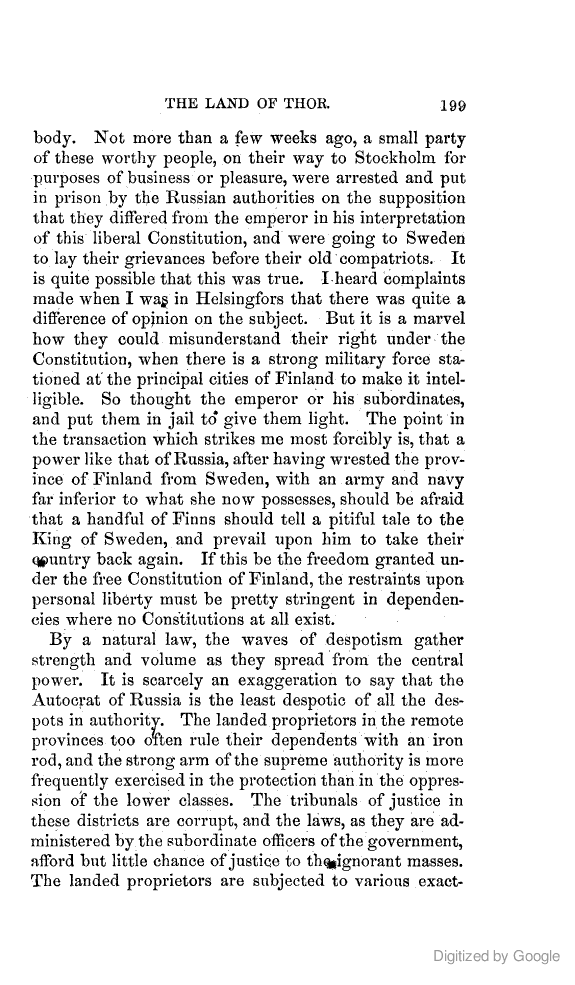 THE LAND OF THOR. 199
body. Not more than a few weeks ago, a small party
of these worthy people, on their way to Stockholm for
purposes of business or pleasure, were arrested and put
in prison by the Russian authorities on the supposition
that they differed from the emperor in his interpretation
of this liberal Constitution, and were going to Sweden
to lay their grievances before their old compatriots. It
is quite possible that this was true. I heard complaints
made when I was in Helsingfors that there was quite a
difference of opinion on the subject. But it is a marvel
how they could misunderstand their right under the
Constitution, when there is a strong military force sta-
tioned at the principal cities of Finland to make it intel-
ligible. So thought the emperor or his subordinates,
and put them in jail to give them light. The point in
the transaction which strikes me most forcibly is, that a
power like that of Russia, after having wrested the prov-
ince of Finland from Sweden, with an army and navy
far inferior to what she now possesses, should be afraid
that a handful of Finns should tell a pitiful tale to the
King of Sweden, and prevail upon him to take their
country back again. If this be the freedom granted un-
der the free Constitution of Finland, the restraints upon
personal liberty must be pretty stringent in dependen-
cies where no Constitutions at all exist.
By a natural law, the waves of despotism gather
strength and volume as they spread from the central
power. It is scarcely an exaggeration to say that the
Autocrat of Russia is the least despotic of all the des-
pots in authority. The landed proprietors in the remote
provinces too often rule their dependents with an iron
rod, and the strong arm of the supreme authority is more
frequently exercised in the protection than in the oppres-
sion of the lower classes. The tribunals of justice in
these districts are corrupt, and the laws, as they are ad-
ministered by the subordinate officers of the government,
afford but little chance of justice to the ignorant masses.
The landed proprietors are subjected to various exact-
Digitized by Google